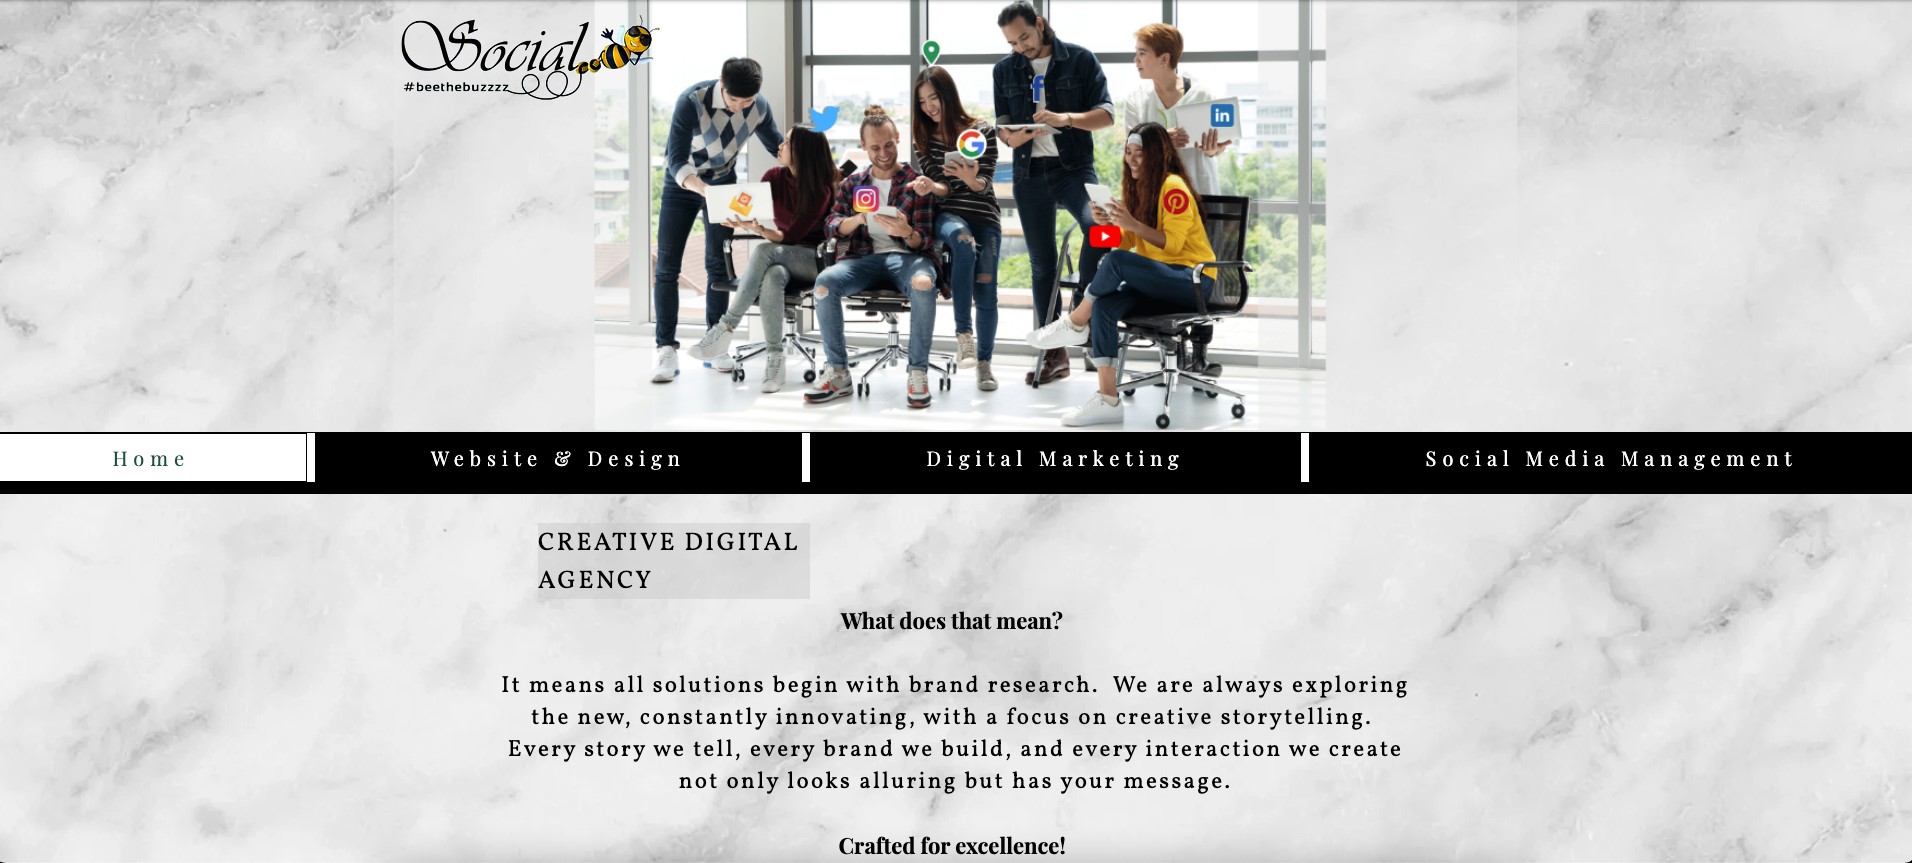 Social
#beethebuzzzz
in
Home
Website & Design
Digital Marketing
Social Media Management
CREATIVE DIGITAL
AGENCY
What does that mean?
It means all solutions begin with brand research.  We are always exploring
the new, constantly innovating, with a focus on creative storytelling.
Every story we tell, every brand we build, and every interaction we create
not only looks alluring but has your message.
Crafted for excellence!